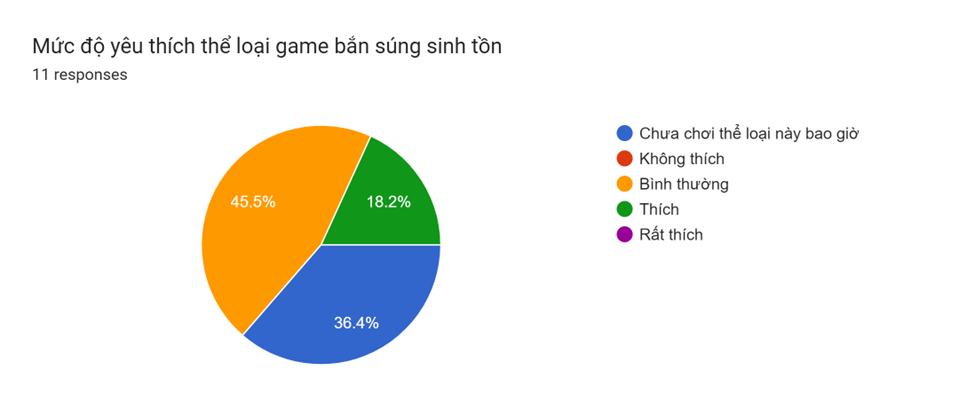 Mức độ yêu thích thể loại game bắn súng sinh tồn
11 responses
45.5%
18.2%
36.4%
Chưa chơi thể loại này bao giờ
Không thích
Bình thường
Thích
Rất thích